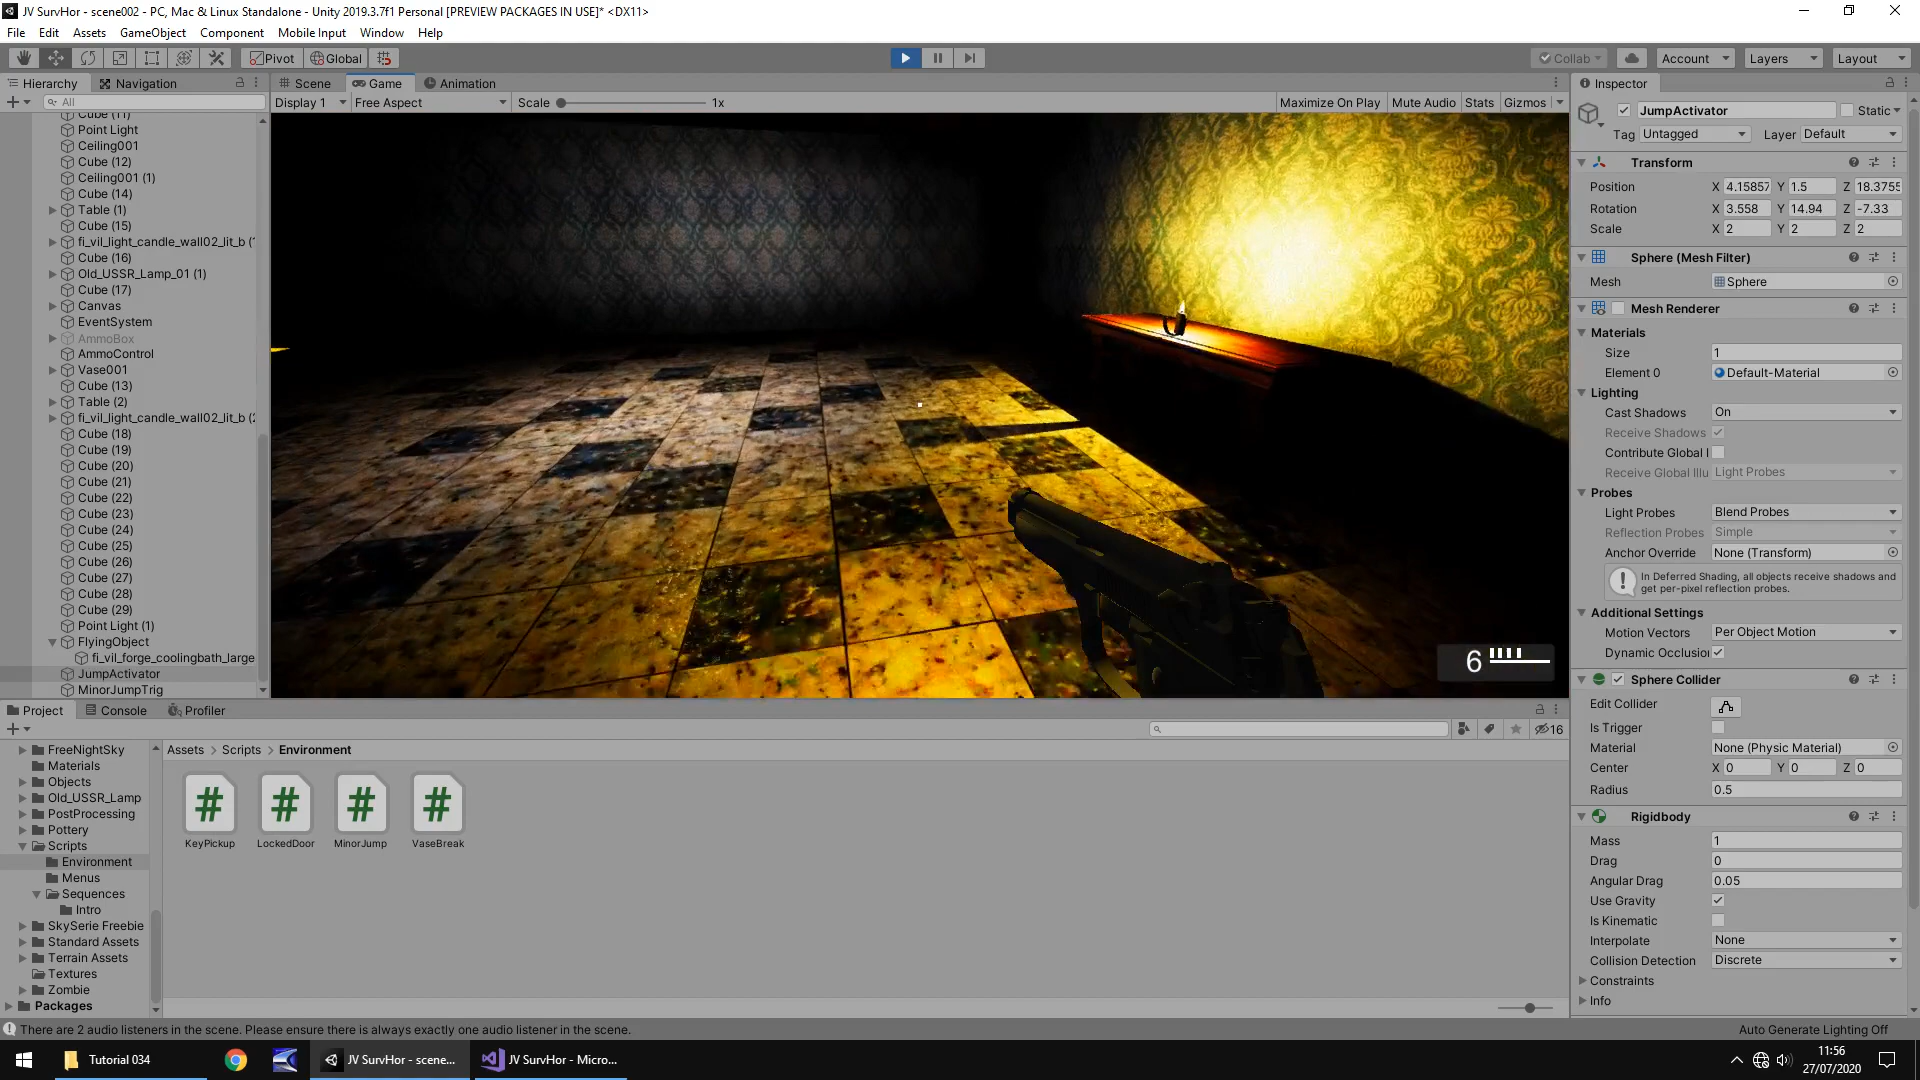 JV SurvHor - scene002 - PC, Mac & Linux Standalone - Unity 2019.3.7f1 Personal [PREVIEW PACKAGES IN USE]* <DX11>
File Edit Assets GameObject Component Mobile Input Window Help
Pivot Global Collab Account Layers Layout
Hierarchy Navigation
All
Cube (11)
Point Light
Ceiling001
Cube (12)
Ceiling001 (1)
Cube (14)
Table (1)
Cube (15)
fi_vil_light_candle_wall02_lit_b (
Cube (16)
Old_USSR_Lamp_01 (1)
Cube (17)
Canvas
EventSystem
AmmoBox
AmmoControl
Vase001
Cube (13)
Table (2)
fi_vil_light_candle_wall02_lit_b (
Cube (18)
Cube (19)
Cube (20)
Cube (21)
Cube (22)
Cube (23)
Cube (24)
Cube (25)
Cube (26)
Cube (27)
Cube (28)
Cube (29)
Point Light (1)
FlyingObject
fi_vil_forge_coolingbath_large
JumpActivator
MinorJumpTrig
Scene Game Animation
Display 1 Free Aspect Scale 1x Maximize On Play Mute Audio Stats Gizmos
6
Inspector
JumpActivator Static
Tag Untagged Layer Default
Transform
Position X 4.15857 Y 1.5 Z 18.3755
Rotation X 3.558 Y 14.94 Z -7.33
Scale X 2 Y 2 Z 2
Sphere (Mesh Filter)
Mesh Sphere
Mesh Renderer
Materials
Size 1
Element 0 Default-Material
Lighting
Cast Shadows On
Receive Shadows
Contribute Global I
Receive Global Illu Light Probes
Probes
Light Probes Blend Probes
Reflection Probes Simple
Anchor Override None (Transform)
In Deferred Shading, all objects receive shadows and
get per-pixel reflection probes.
Additional Settings
Motion Vectors Per Object Motion
Dynamic Occlusion
Sphere Collider
Edit Collider
Is Trigger
Material None (Physic Material)
Center X 0 Y 0 Z 0
Radius 0.5
Rigidbody
Mass 1
Drag 0
Angular Drag 0.05
Use Gravity
Is Kinematic
Interpolate None
Collision Detection Discrete
Constraints
Info
Project Console Profiler
16
FreeNightSky
Materials
Objects
Old_USSR_Lamp
PostProcessing
Pottery
Scripts
Environment
Menus
Sequences
Intro
SkySerie Freebie
Standard Assets
Terrain Assets
Textures
Zombie
Packages
Assets > Scripts > Environment
KeyPickup LockedDoor MinorJump VaseBreak
There are 2 audio listeners in the scene. Please ensure there is always exactly one audio listener in the scene.
Auto Generate Lighting Off
Tutorial 034 JV SurvHor - scene... JV SurvHor - Micro...
11:56
27/07/2020